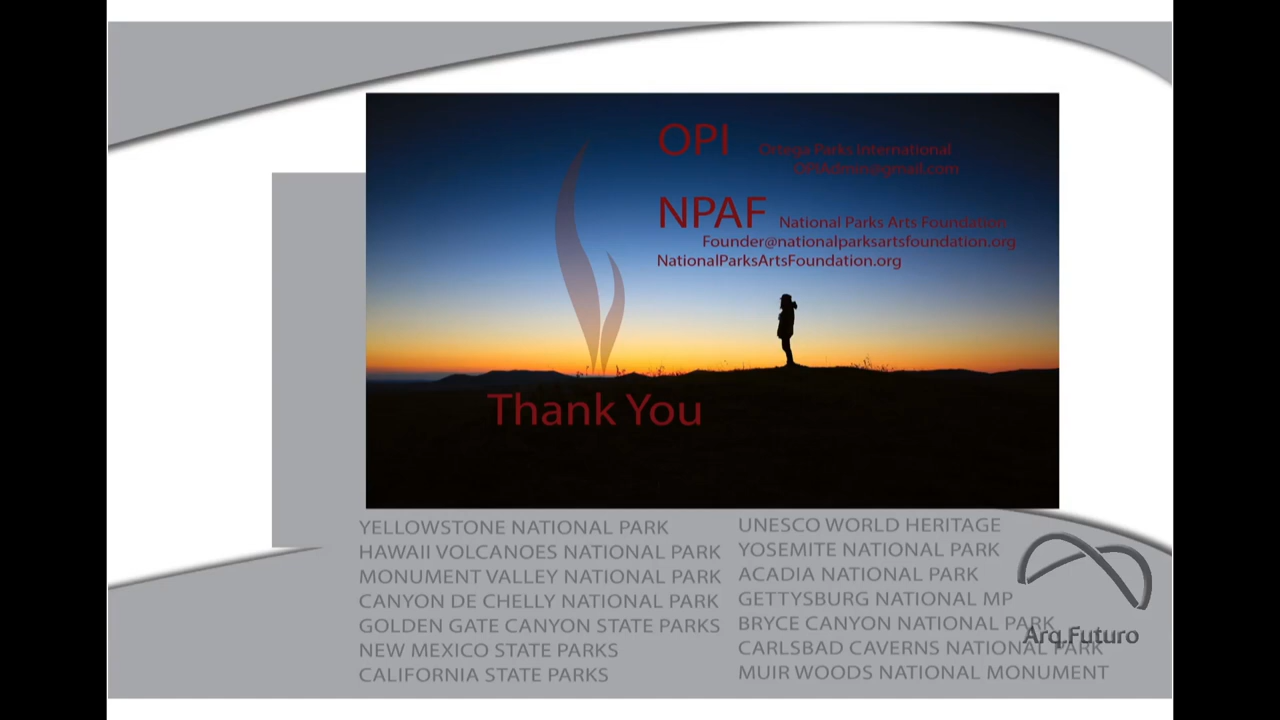 OPI Ortega Parks International
OPIAdmin@gmail.com
NPAF National Parks Arts Foundation
Founder@nationalparksartsfoundation.org
NationalParksArtsFoundation.org
Thank You
YELLOWSTONE NATIONAL PARK
HAWAII VOLCANOES NATIONAL PARK
MONUMENT VALLEY NATIONAL PARK
CANYON DE CHELLY NATIONAL PARK
GOLDEN GATE CANYON STATE PARKS
NEW MEXICO STATE PARKS
CALIFORNIA STATE PARKS
UNESCO WORLD HERITAGE
YOSEMITE NATIONAL PARK
ACADIA NATIONAL PARK
GETTYSBURG NATIONAL MP
BRYCE CANYON NATIONAL PARK
CARLSBAD CAVERNS NATIONAL PARK
MUIR WOODS NATIONAL MONUMENT
Arq.Futuro